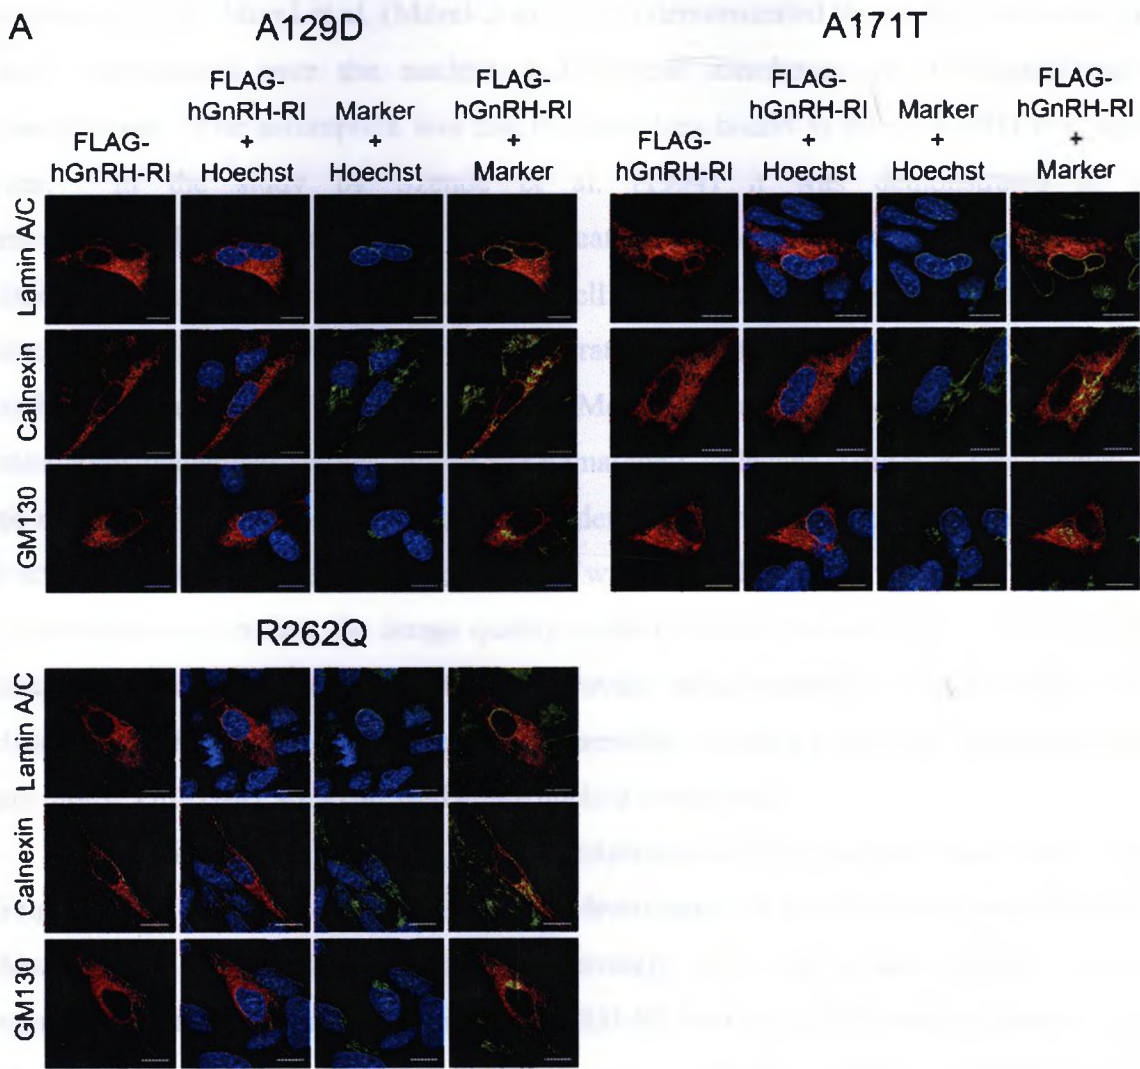 A
A129D
FLAG-
hGnRH-RI
FLAG-
hGnRH-RI
+
Hoechst
Marker
+
Hoechst
FLAG-
hGnRH-RI
+
Marker
Lamin A/C
Calnexin
GM130
A171T
FLAG-
hGnRH-RI
FLAG-
hGnRH-RI
+
Hoechst
Marker
+
Hoechst
FLAG-
hGnRH-RI
+
Marker
R262Q
Lamin A/C
Calnexin
GM130